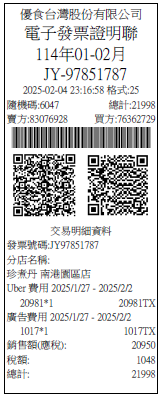 優食台灣股份有限公司
電子發票證明聯
114年01-02月
JY-97851787
2025-02-04 23:16:58 格式:25
隨機碼:6047 總計:21998
賣方:83076928 買方:76362729
交易明細資料
發票號碼:JY97851787
分店名稱:
珍煮丹 南港園區店
Uber 費用 2025/1/27 - 2025/2/2
20981*1 20981TX
廣告費用 2025/1/27 - 2025/2/2
1017*1 1017TX
銷售額(應稅): 20950
稅額: 1048
總計: 21998